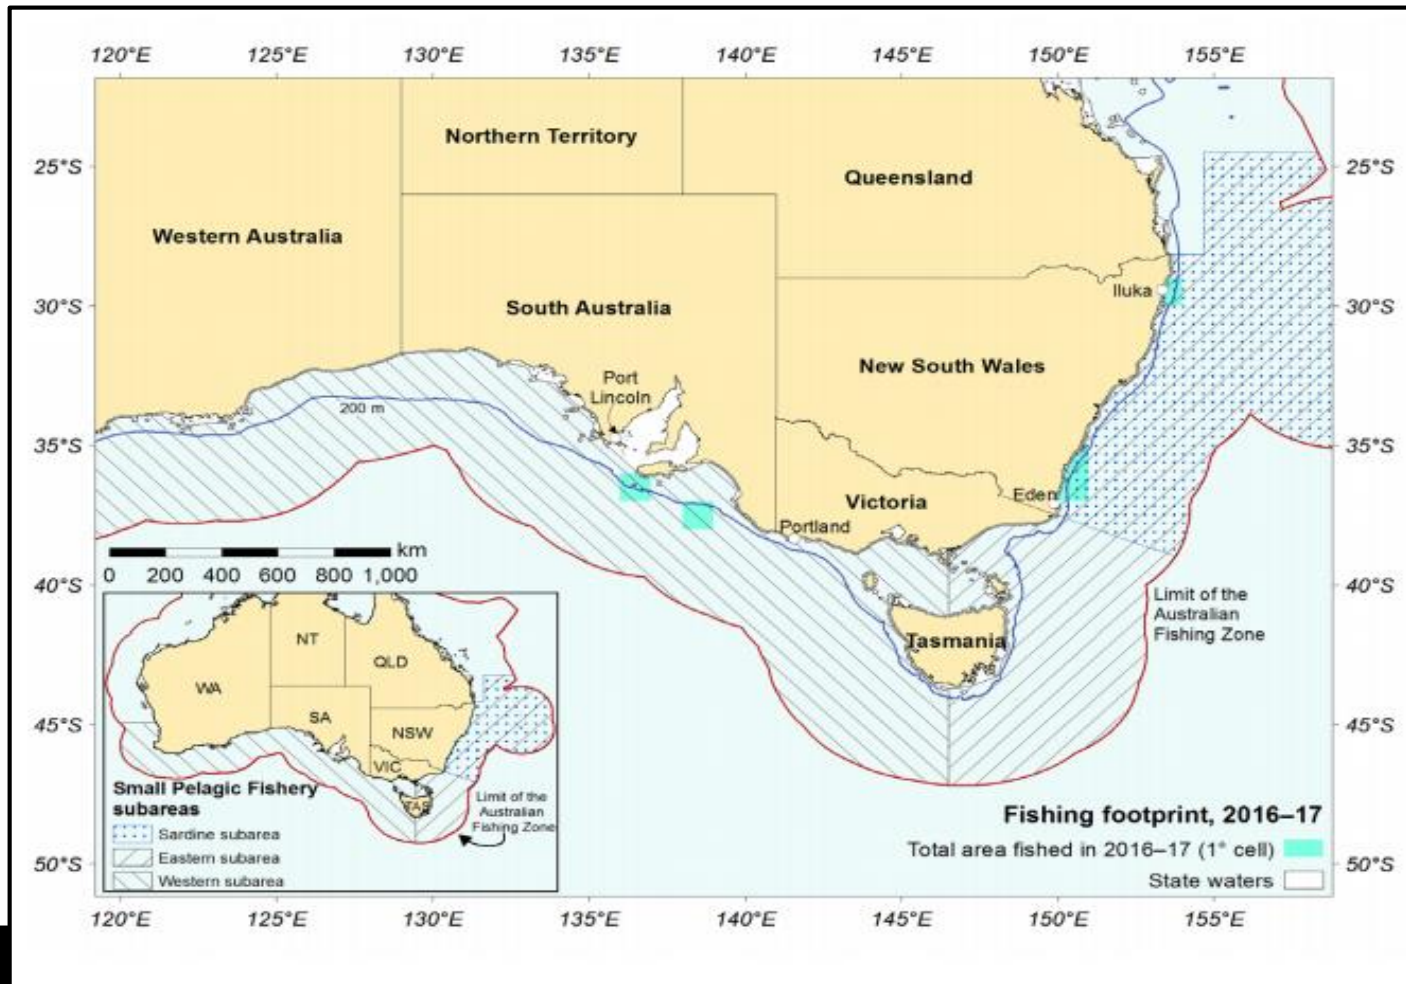 120°E 125°E 130°E 135°E 140°E 145°E 150°E 155°E
Northern Territory
25°S 25°S
Queensland
Western Australia
Iluka
South Australia
30°S 30°S
New South Wales
Port
Lincoln
200 m
35°S 35°S
Eden
Victoria
Portland
km
0 200 400 600 800 1,000
40°S 40°S
Limit of the
Australian
Fishing Zone
Tasmania
NT
QLD
WA
SA
NSW
VIC
TAS
45°S 45°S
Small Pelagic Fishery
subareas
Limit of the
Australian
Fishing Zone
Sardine subarea
Eastern subarea
Western subarea
Fishing footprint, 2016–17
Total area fished in 2016–17 (1° cell)
State waters
50°S 50°S
120°E 125°E 130°E 135°E 140°E 145°E 150°E 155°E